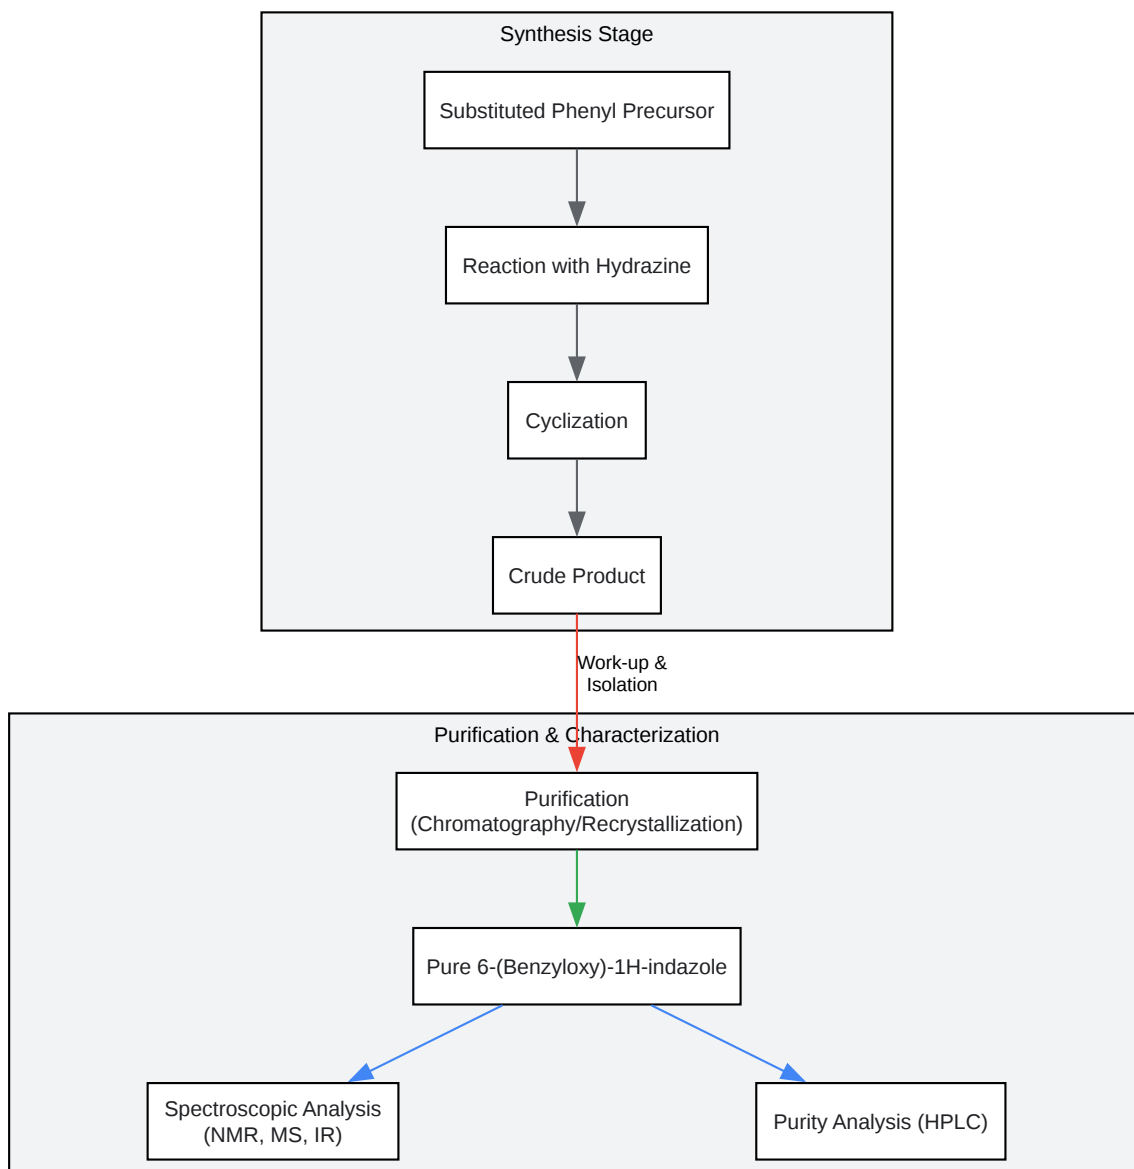 Synthesis Stage
Substituted Phenyl Precursor
Reaction with Hydrazine
Cyclization
Crude Product
Work-up &
Isolation
Purification & Characterization
Purification
(Chromatography/Recrystallization)
Pure 6-(Benzyloxy)-1H-indazole
Spectroscopic Analysis
(NMR, MS, IR)
Purity Analysis (HPLC)